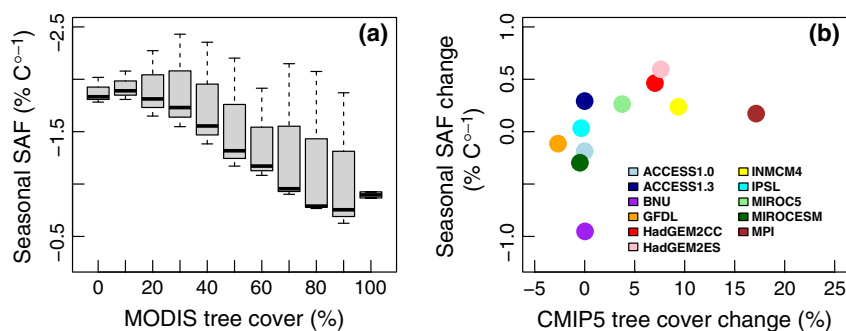 (a)
Seasonal SAF (% C°⁻¹)
−2.5
−1.5
−0.5
0 20 40 60 80 100
MODIS tree cover (%)
(b)
Seasonal SAF change
(% C°⁻¹)
1.0
0.5
0.0
−1.0
ACCESS1.0
ACCESS1.3
BNU
GFDL
HadGEM2CC
HadGEM2ES
INMCM4
IPSL
MIROC5
MIROCESM
MPI
−5 0 5 10 15 20 25
CMIP5 tree cover change (%)